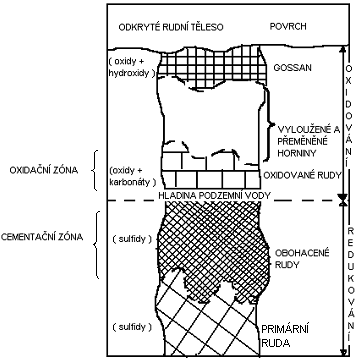 ODKRYTÉ RUDNÍ TĚLESO
POVRCH
(oxidy +
hydroxidy)
GOSSAN
VYLOUŽENÉ A
PŘEMĚNĚNÉ
HORNINY
OXIDAČNÍ ZÓNA
(oxidy+
karbonáty)
OXIDOVANÉ RUDY
HLADINA PODZEMNÍ VODY
CEMENTAČNÍ ZÓNA
(sulfidy)
OBOHACENÉ
RUDY
(sulfidy)
PRIMÁRNÍ
RUDA
OXIDOVÁNÍ
REDUKOVÁNÍ